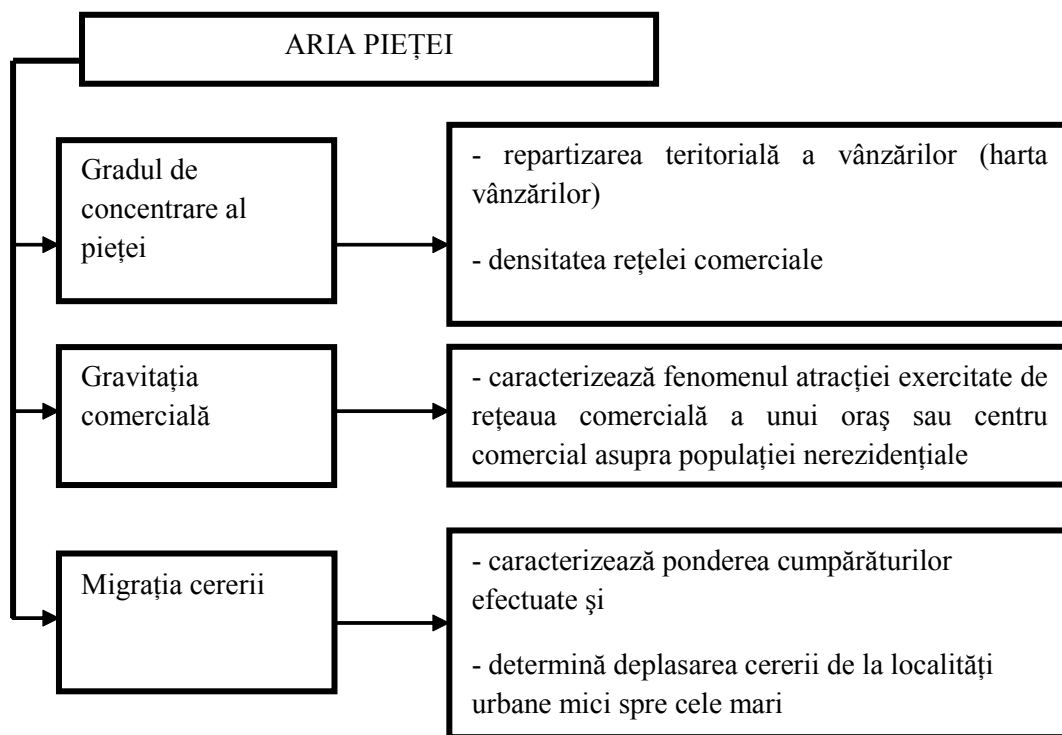 ARIA PIEȚEI
Gradul de
concentrare al
pieței
- repartizarea teritorială a vânzărilor (harta
vânzărilor)
- densitatea rețelei comerciale
Gravitația
comercială
- caracterizează fenomenul atracției exercitate de
rețeaua comercială a unui oraş sau centru
comercial asupra populației nerezidențiale
Migrația cererii
- caracterizează ponderea cumpărăturilor
efectuate şi
- determină deplasarea cererii de la localități
urbane mici spre cele mari